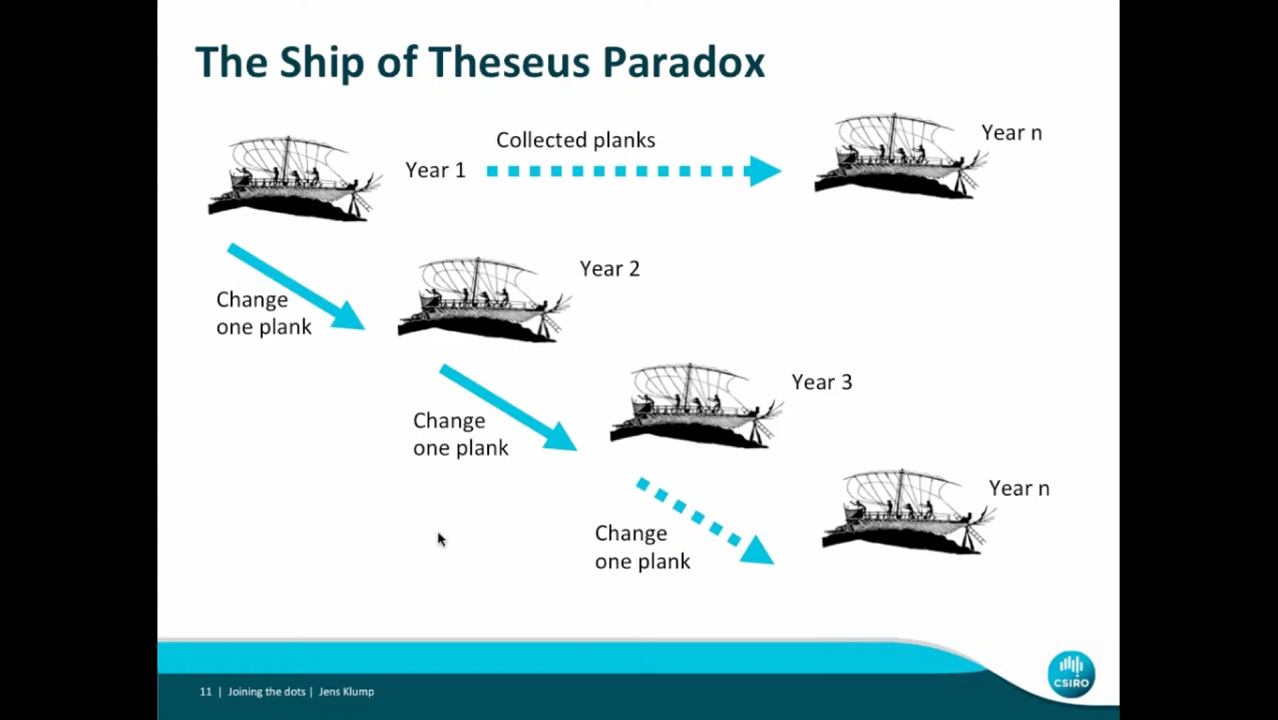 The Ship of Theseus Paradox
Collected planks
Year 1
Year n
Change
one plank
Year 2
Change
one plank
Year 3
Change
one plank
Year n
11 | Joining the dots | Jens Klump
CSIRO